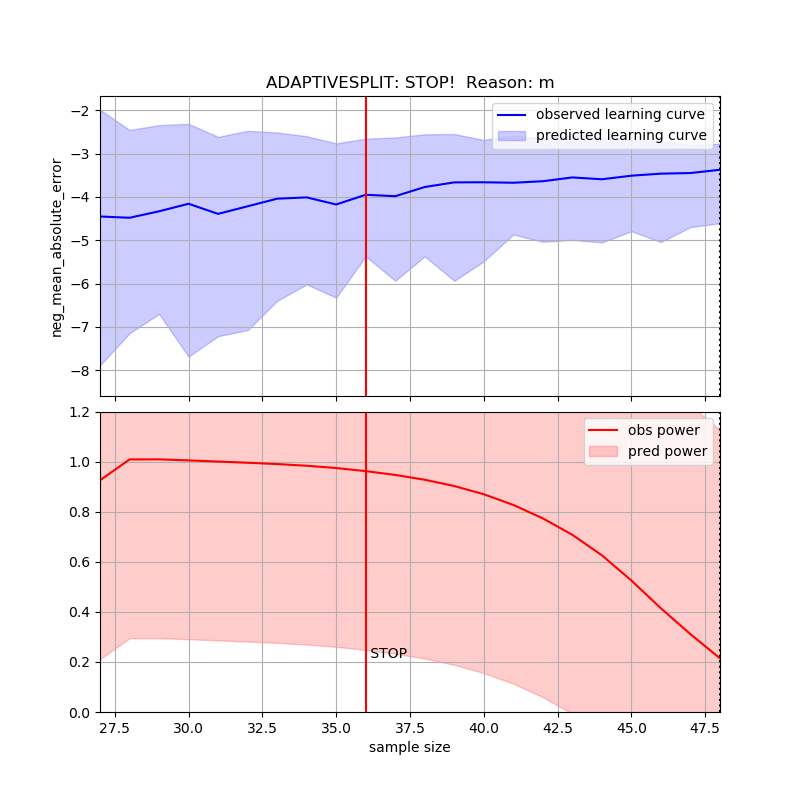 ADAPTIVESPLIT: STOP!  Reason: m
observed learning curve
predicted learning curve
neg_mean_absolute_error
−2
−3
−4
−5
−6
−7
−8
obs power
pred power
1.2
1.0
0.8
0.6
0.4
0.2
0.0
STOP
27.5 30.0 32.5 35.0 37.5 40.0 42.5 45.0 47.5
sample size